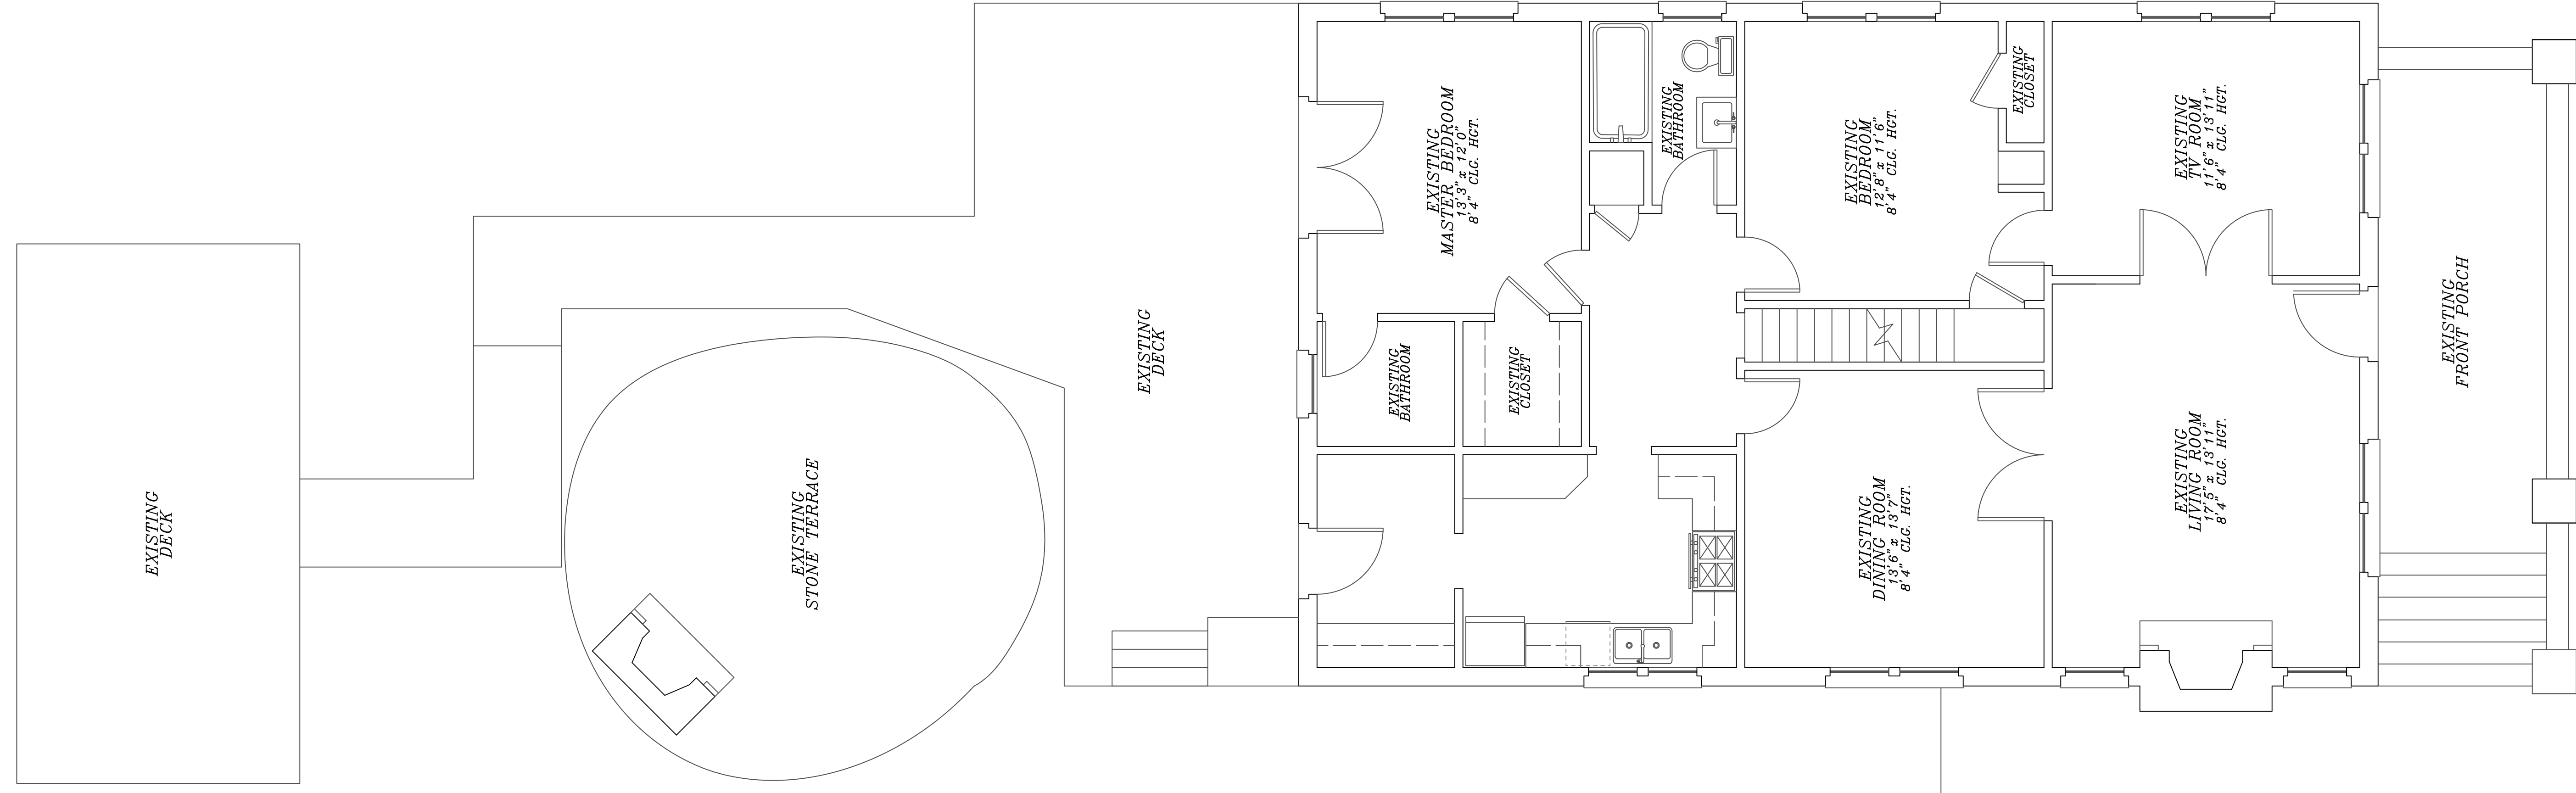 EXISTING
DECK
EXISTING
STONE TERRACE
EXISTING
DECK
EXISTING
MASTER BEDROOM
13'3" x 12'0"
8'4" CLG. HGT.
EXISTING
BATHROOM
EXISTING
CLOSET
EXISTING
BATHROOM
EXISTING
BEDROOM
12'8" x 11'6"
8'4" CLG. HGT.
EXISTING
CLOSET
EXISTING
DINING ROOM
13'6" x 13'7"
8'4" CLG. HGT.
EXISTING
TV ROOM
11'6" x 13'11"
8'4" CLG. HGT.
EXISTING
LIVING ROOM
17'5" x 13'11"
8'4" CLG. HGT.
EXISTING
FRONT PORCH